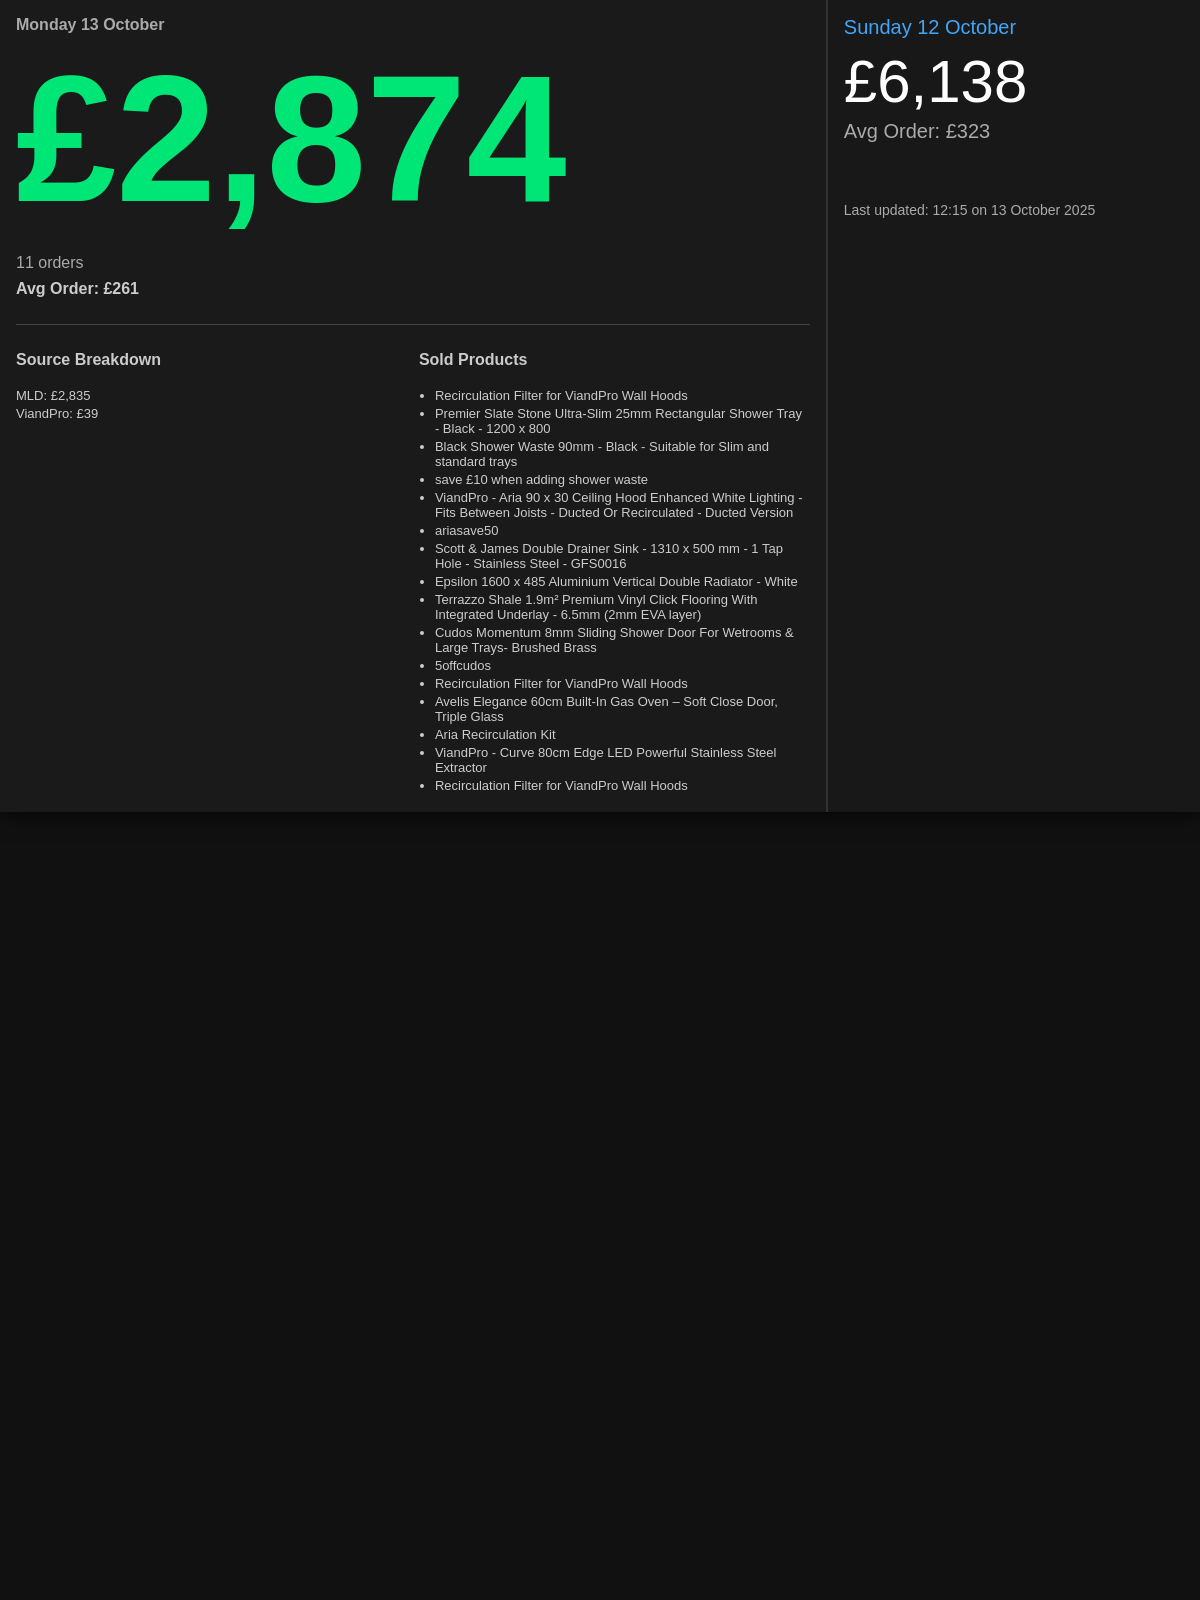 Monday 13 October
£2,874
11 orders
Avg Order: £261
Source Breakdown
MLD: £2,835
ViandPro: £39
Sold Products
Recirculation Filter for ViandPro Wall Hoods
Premier Slate Stone Ultra-Slim 25mm Rectangular Shower Tray
- Black - 1200 x 800
Black Shower Waste 90mm - Black - Suitable for Slim and
standard trays
save £10 when adding shower waste
ViandPro - Aria 90 x 30 Ceiling Hood Enhanced White Lighting -
Fits Between Joists - Ducted Or Recirculated - Ducted Version
ariasave50
Scott & James Double Drainer Sink - 1310 x 500 mm - 1 Tap
Hole - Stainless Steel - GFS0016
Epsilon 1600 x 485 Aluminium Vertical Double Radiator - White
Terrazzo Shale 1.9m² Premium Vinyl Click Flooring With
Integrated Underlay - 6.5mm (2mm EVA layer)
Cudos Momentum 8mm Sliding Shower Door For Wetrooms &
Large Trays- Brushed Brass
5offcudos
Recirculation Filter for ViandPro Wall Hoods
Avelis Elegance 60cm Built-In Gas Oven – Soft Close Door,
Triple Glass
Aria Recirculation Kit
ViandPro - Curve 80cm Edge LED Powerful Stainless Steel
Extractor
Recirculation Filter for ViandPro Wall Hoods
Sunday 12 October
£6,138
Avg Order: £323
Last updated: 12:15 on 13 October 2025